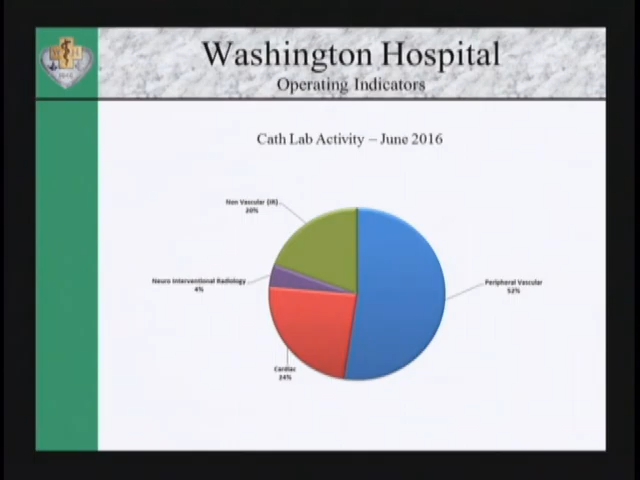 Washington Hospital
Operating Indicators
Cath Lab Activity – June 2016
Non Vascular (IR)
20%
Neuro Interventional Radiology
4%
Peripheral Vascular
52%
Cardiac
24%